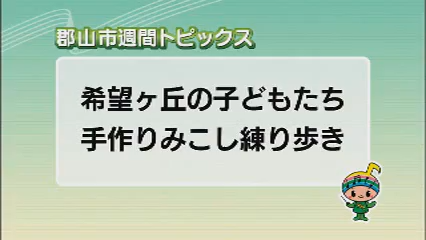 郡山市週間トピックス
希望ヶ丘の子どもたち
手作りみこし練り歩き